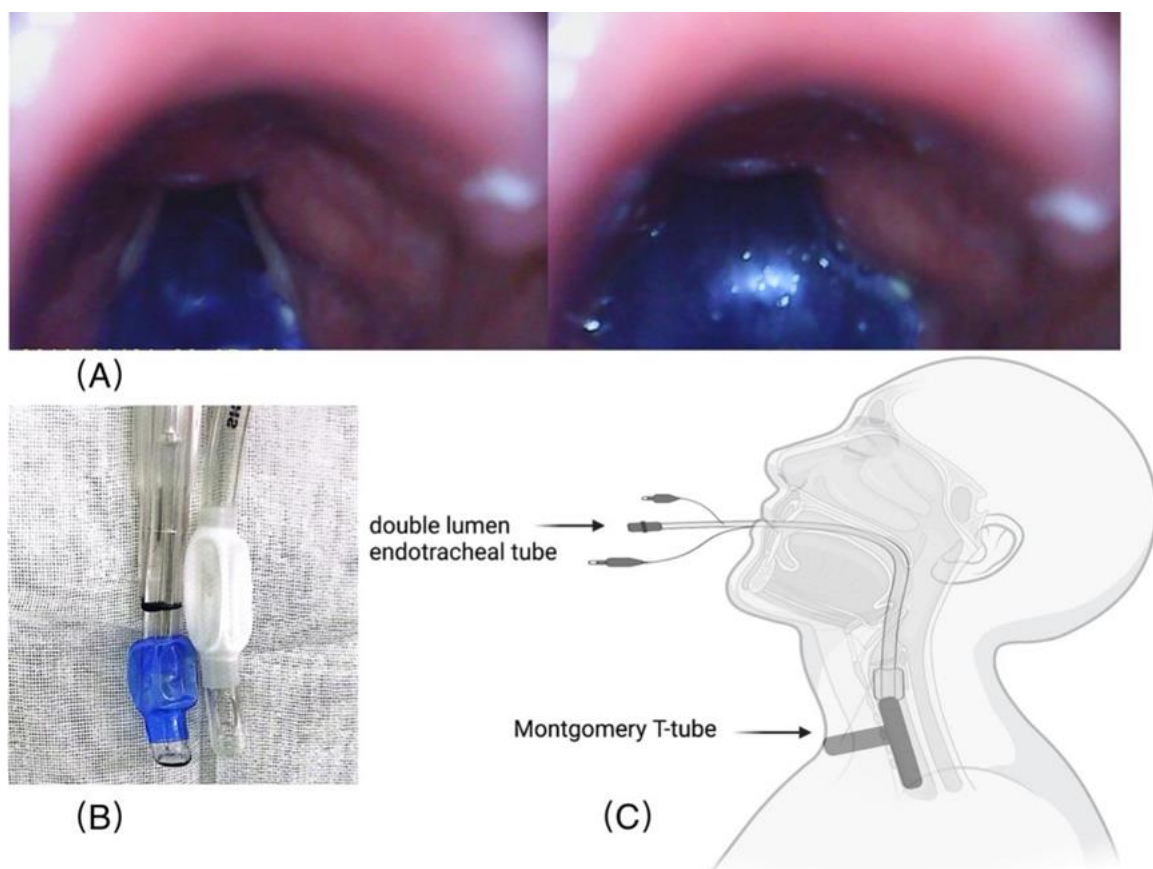 (A)
double lumen
endotracheal tube
Montgomery T-tube
(B)
(C)